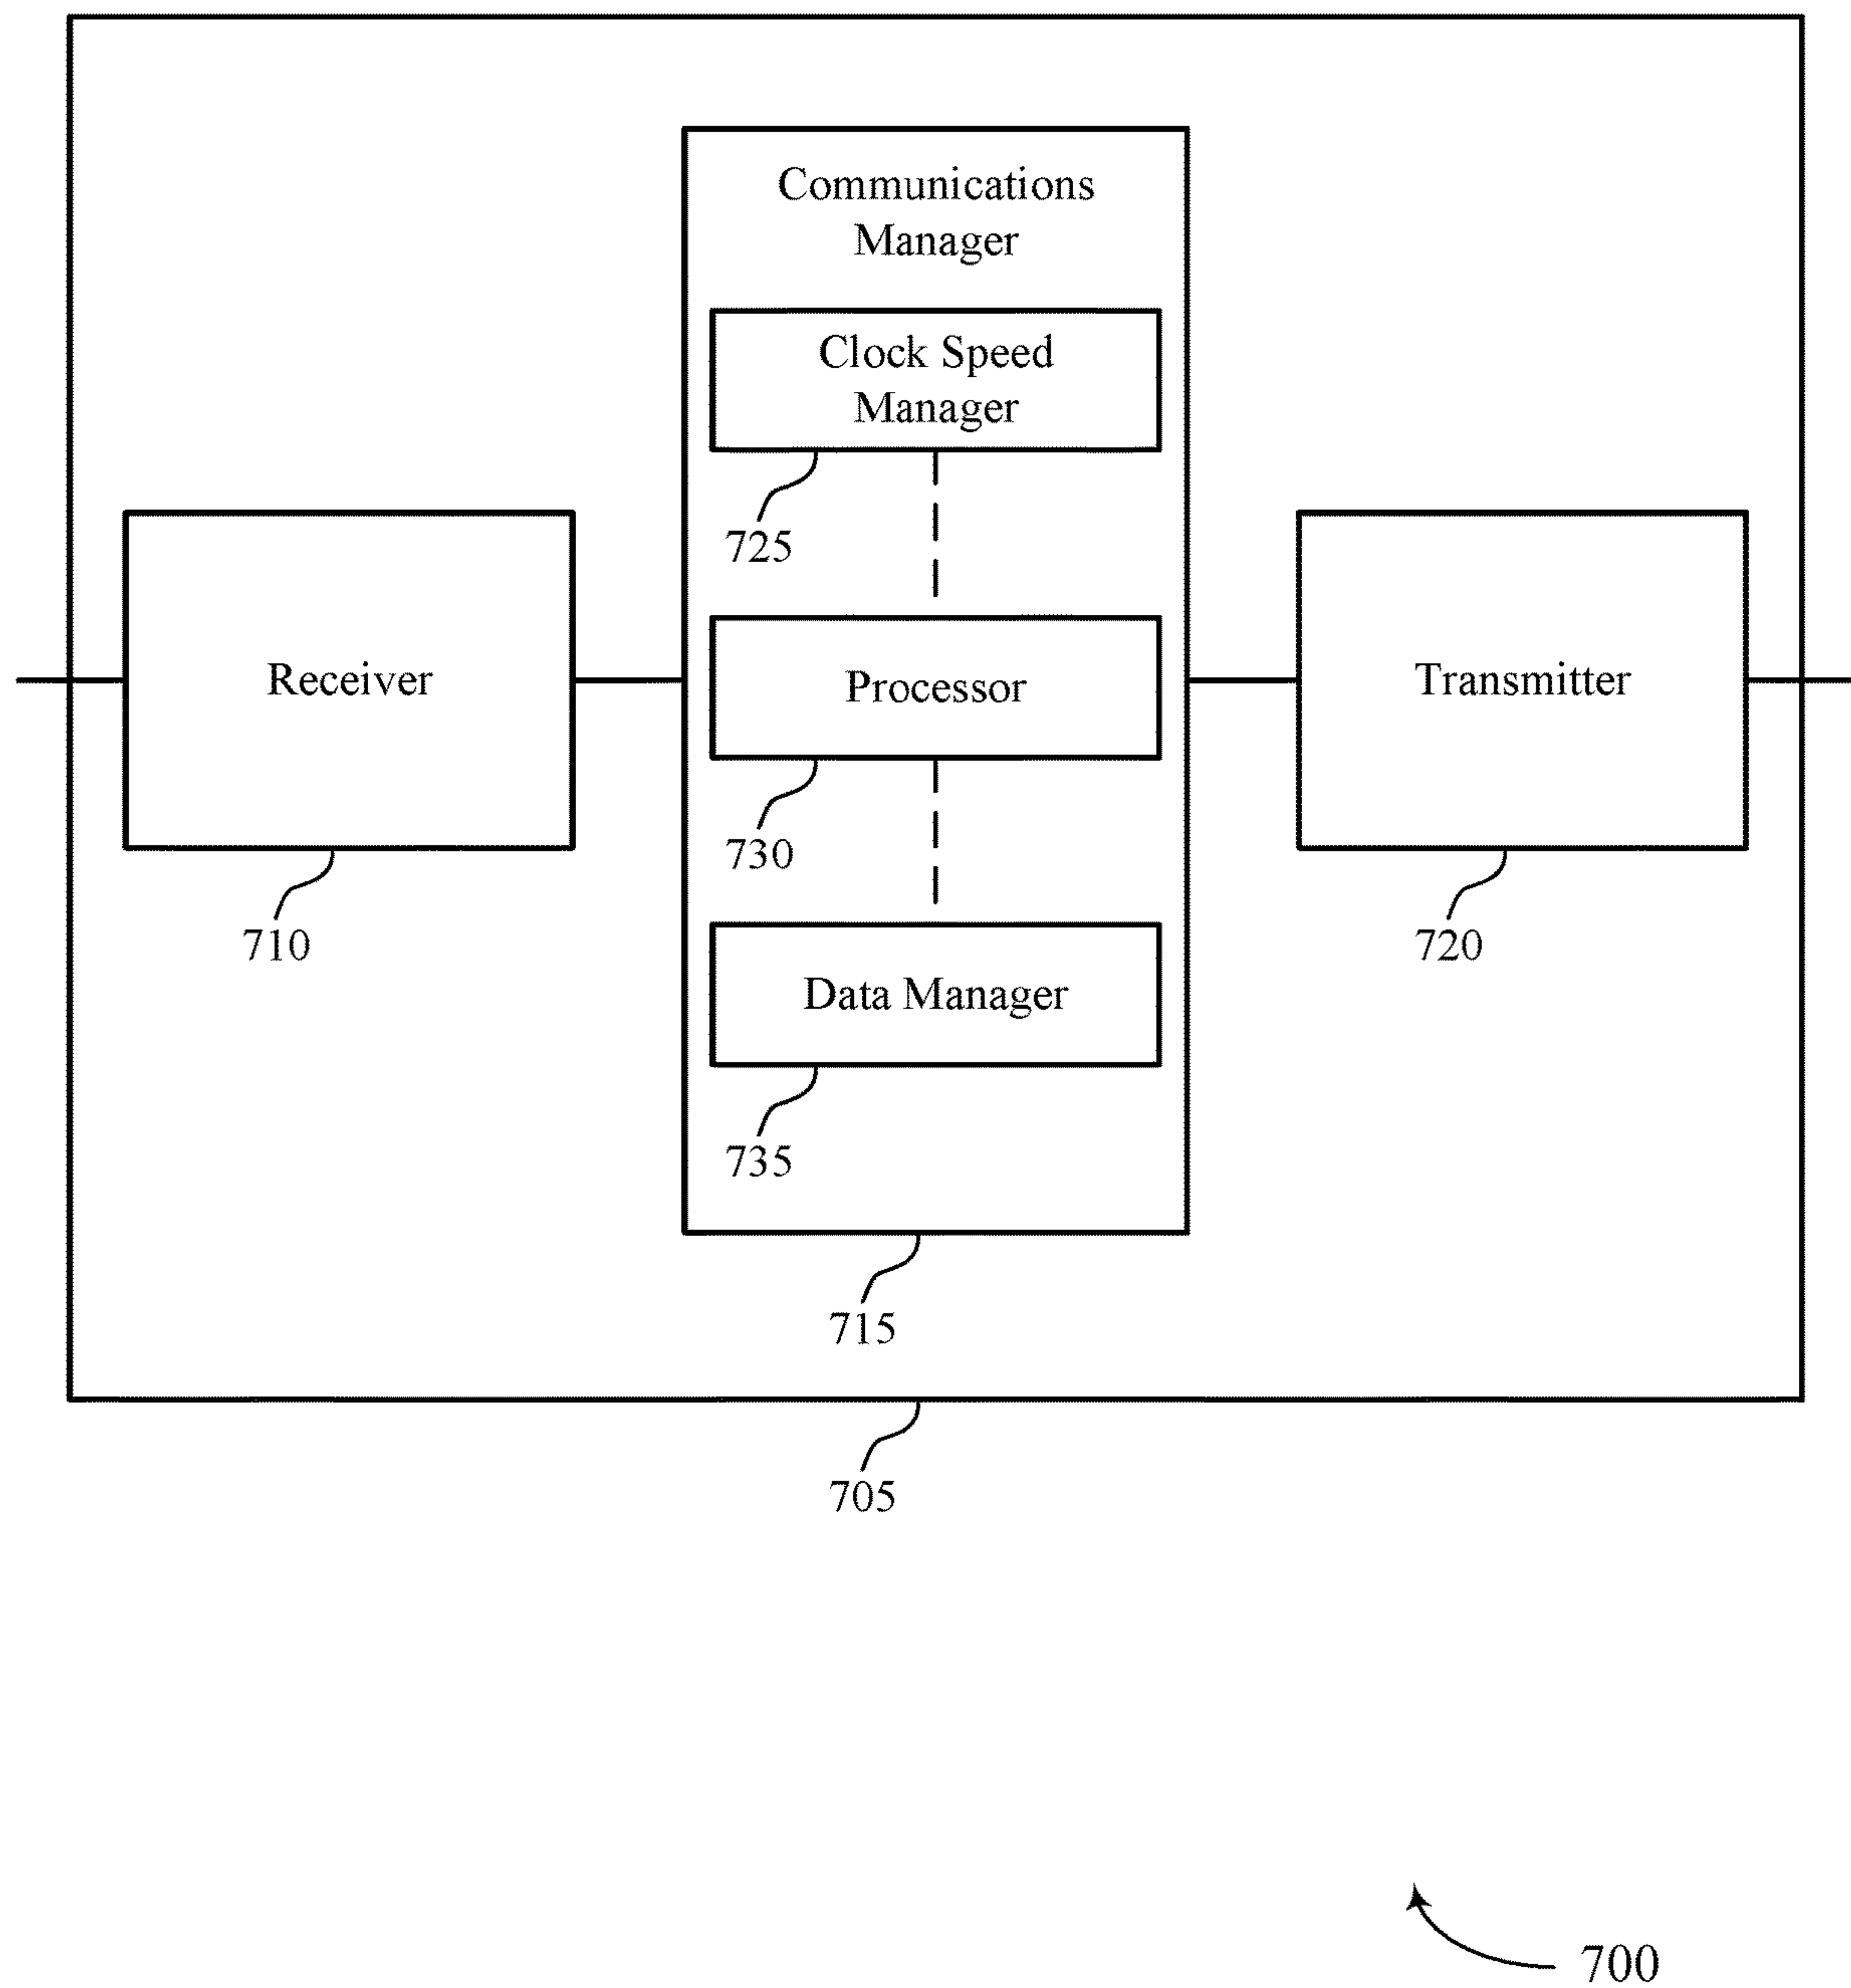 Communications
Manager
Clock Speed
Manager
725
Receiver
Processor
Transmitter
730
710
720
Data Manager
735
715
705
700